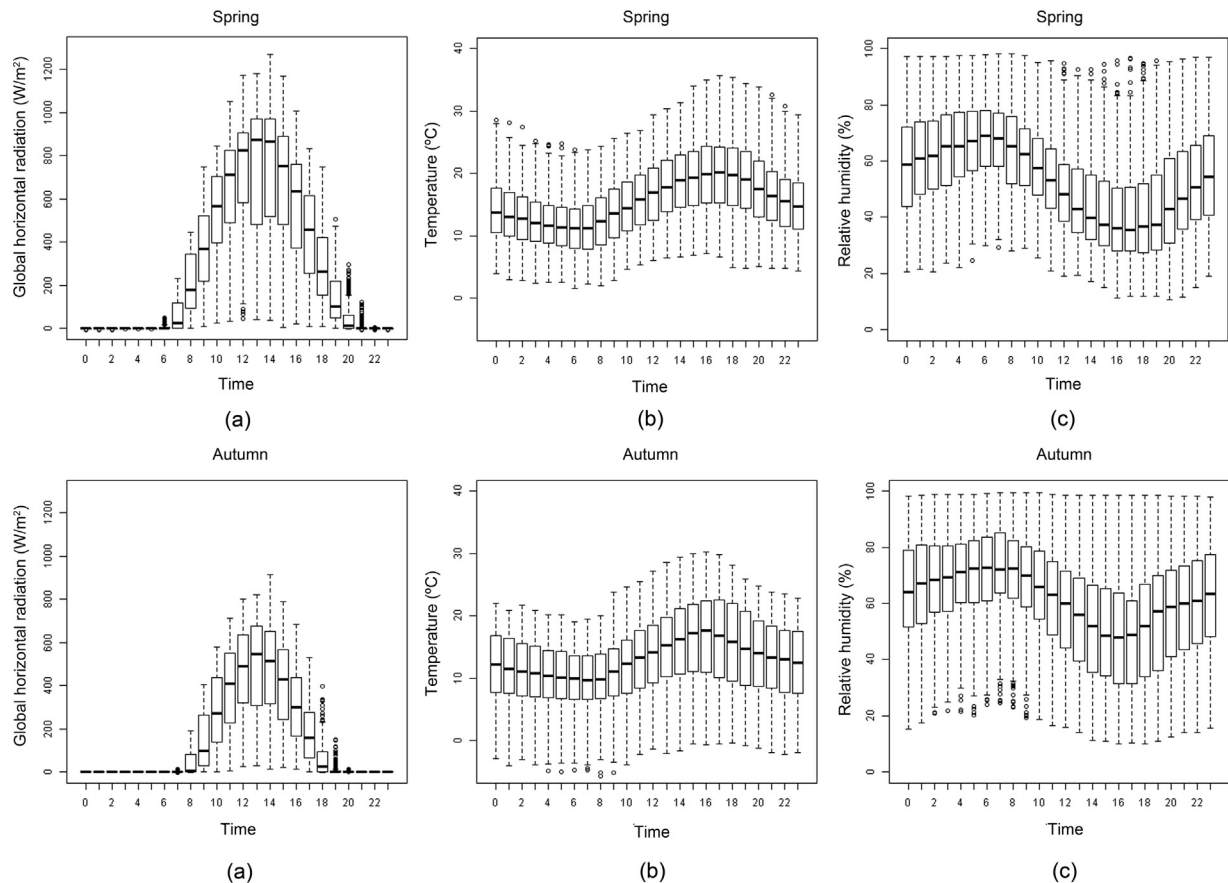 Spring
Global horizontal radiation (W/m²)
0 200 400 600 800 1000 1200
0 2 4 6 8 10 12 14 16 18 20 22
Time
(a)
Spring
Temperature (ºC)
0 10 20 30 40
0 2 4 6 8 10 12 14 16 18 20 22
Time
(b)
Spring
Relative humidity (%)
0 20 40 60 80 100
0 2 4 6 8 10 12 14 16 18 20 22
Time
(c)
Autumn
Global horizontal radiation (W/m²)
0 200 400 600 800 1000 1200
0 2 4 6 8 10 12 14 16 18 20 22
Time
(a)
Autumn
Temperature (ºC)
0 10 20 30 40
0 2 4 6 8 10 12 14 16 18 20 22
Time
(b)
Autumn
Relative humidity (%)
0 20 40 60 80 100
0 2 4 6 8 10 12 14 16 18 20 22
Time
(c)